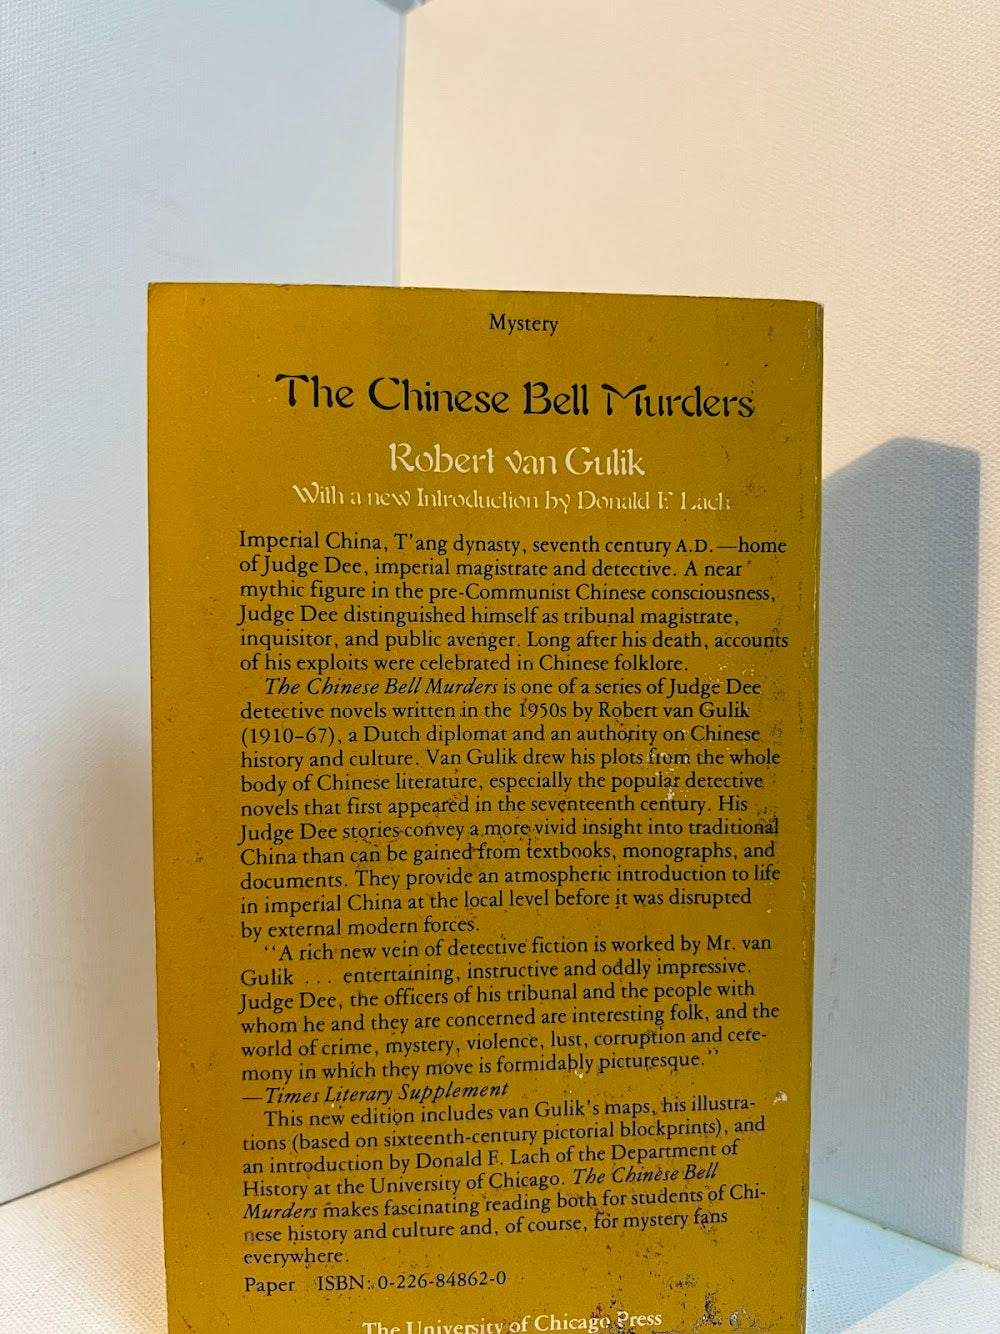 Mystery
The Chinese Bell Murders
Robert van Gulik
With a new Introduction by Donald F. Lach
Imperial China, T'ang dynasty, seventh century A.D.—home
of Judge Dee, imperial magistrate and detective. A near
mythic figure in the pre-Communist Chinese consciousness,
Judge Dee distinguished himself as tribunal magistrate,
inquisitor, and public avenger. Long after his death, accounts
of his exploits were celebrated in Chinese folklore.
The Chinese Bell Murders is one of a series of Judge Dee
detective novels written in the 1950s by Robert van Gulik
(1910–67), a Dutch diplomat and an authority on Chinese
history and culture. Van Gulik drew his plots from the whole
body of Chinese literature, especially the popular detective
novels that first appeared in the seventeenth century. His
Judge Dee stories convey a more vivid insight into traditional
China than can be gained from textbooks, monographs, and
documents. They provide an atmospheric introduction to life
in imperial China at the local level before it was disrupted
by external modern forces.
''A rich new vein of detective fiction is worked by Mr. van
Gulik ... entertaining, instructive and oddly impressive.
Judge Dee, the officers of his tribunal and the people with
whom he and they are concerned are interesting folk, and the
world of crime, mystery, violence, lust, corruption and cere-
mony in which they move is formidably picturesque.''
—Times Literary Supplement
This new edition includes van Gulik's maps, his illustra-
tions (based on sixteenth-century pictorial blockprints), and
an introduction by Donald F. Lach of the Department of
History at the University of Chicago. The Chinese Bell
Murders makes fascinating reading both for students of Chi-
nese history and culture and, of course, for mystery fans
everywhere.
Paper ISBN: 0-226-84862-0
The University of Chicago Press